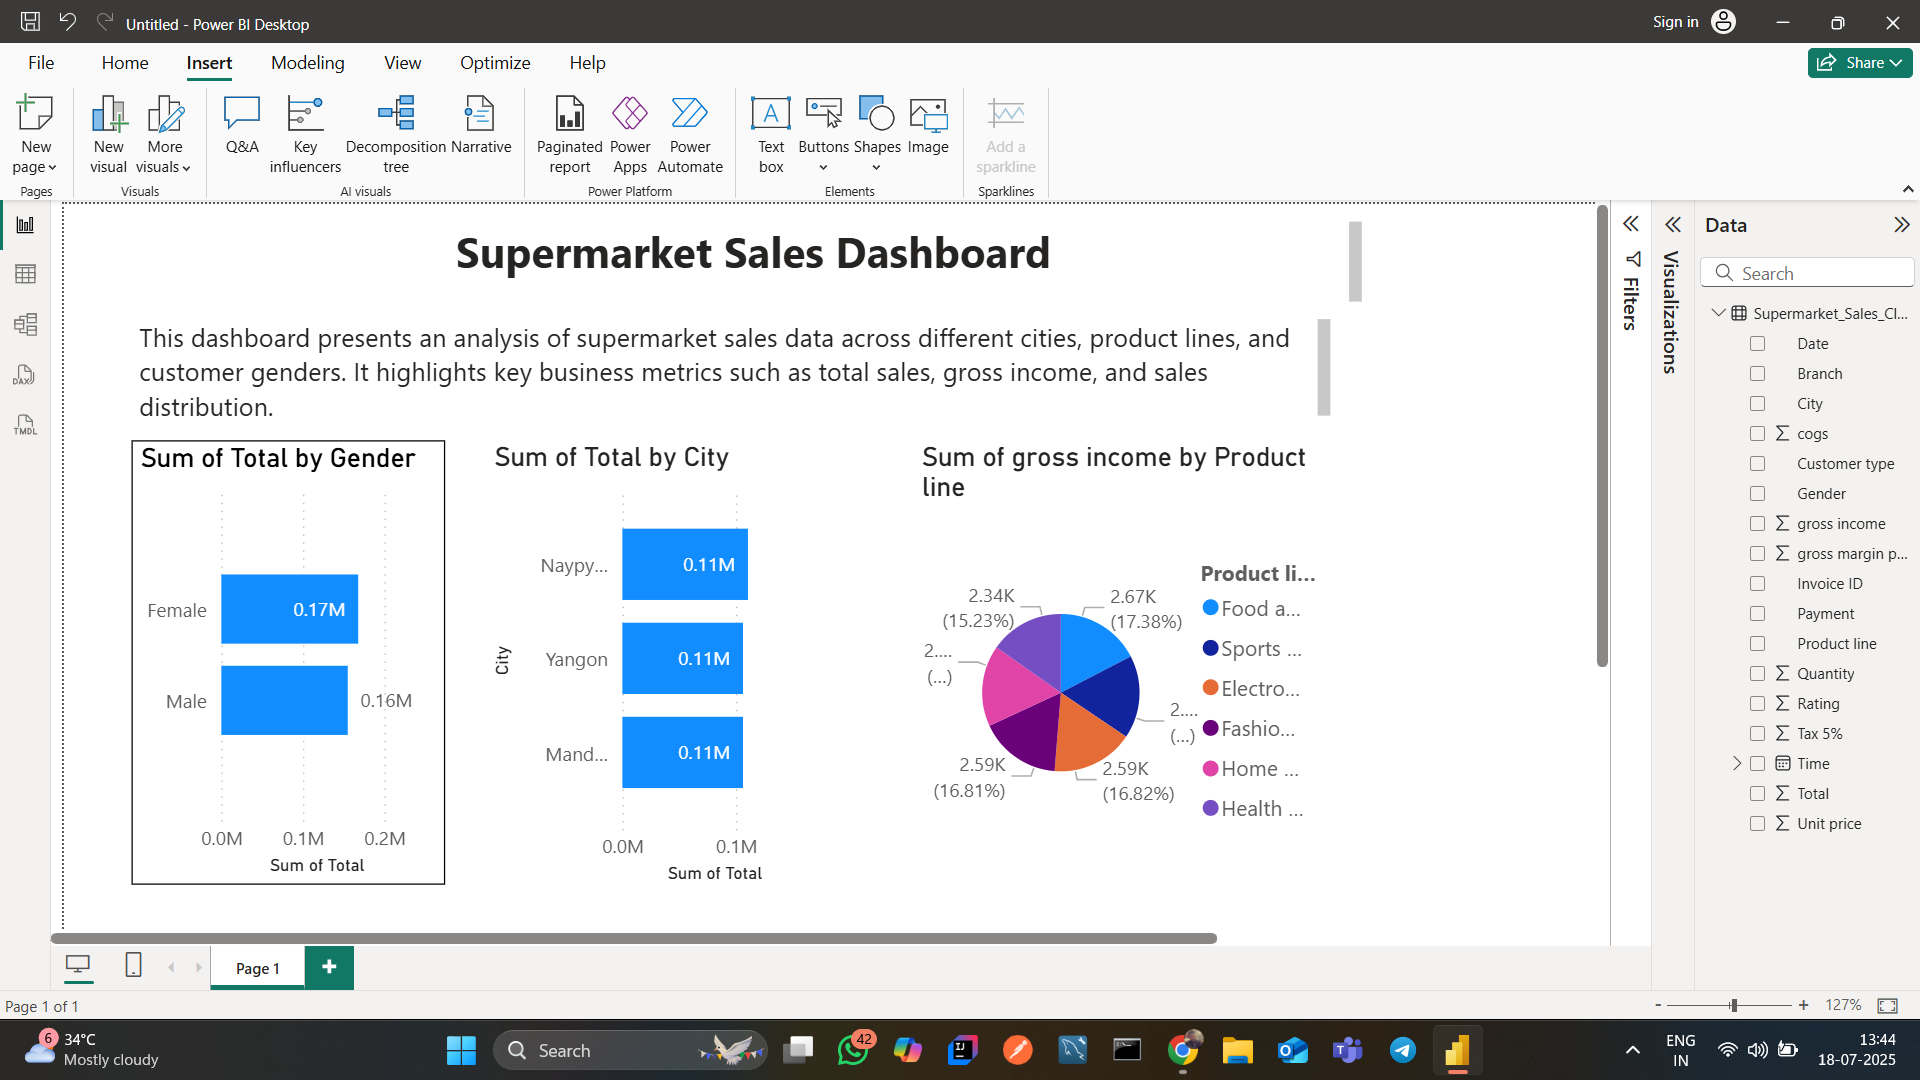 Untitled - Power BI Desktop
Sign in
File Home Insert Modeling View Optimize Help
Share
New page
New visual
More visuals
Q&A
Key influencers
Decomposition tree
Narrative
Paginated report
Power Apps
Power Automate
Text box
Buttons
Shapes
Image
Add a sparkline
Pages
Visuals
AI visuals
Power Platform
Elements
Sparklines
DAX
TMDL
Supermarket Sales Dashboard
This dashboard presents an analysis of supermarket sales data across different cities, product lines, and
customer genders. It highlights key business metrics such as total sales, gross income, and sales
distribution.
Sum of Total by Gender
Female
0.17M
Male
0.16M
0.0M 0.1M 0.2M
Sum of Total
Sum of Total by City
City
Naypy...
0.11M
Yangon
0.11M
Mand...
0.11M
0.0M 0.1M
Sum of Total
Sum of gross income by Product
line
2.34K
(15.23%)
2.67K
(17.38%)
2....
(...)
2....
(...)
2.59K
(16.81%)
2.59K
(16.82%)
Product li...
Food a...
Sports ...
Electro...
Fashio...
Home ...
Health ...
Filters
Visualizations
Data
Search
Supermarket_Sales_Cl...
Date
Branch
City
cogs
Customer type
Gender
gross income
gross margin p...
Invoice ID
Payment
Product line
Quantity
Rating
Tax 5%
Time
Total
Unit price
Page 1
Page 1 of 1
- + 127%
6
34°C
Mostly cloudy
Search
42
ENG
IN
13:44
18-07-2025